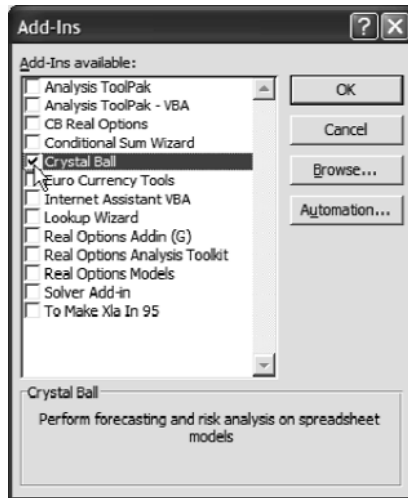 Add-Ins
Add-Ins available:
Analysis ToolPak
Analysis ToolPak - VBA
CB Real Options
Conditional Sum Wizard
Crystal Ball
Euro Currency Tools
Internet Assistant VBA
Lookup Wizard
Real Options Addin (G)
Real Options Analysis Toolkit
Real Options Models
Solver Add-in
To Make Xla In 95
OK
Cancel
Browse...
Automation...
Crystal Ball
Perform forecasting and risk analysis on spreadsheet
models